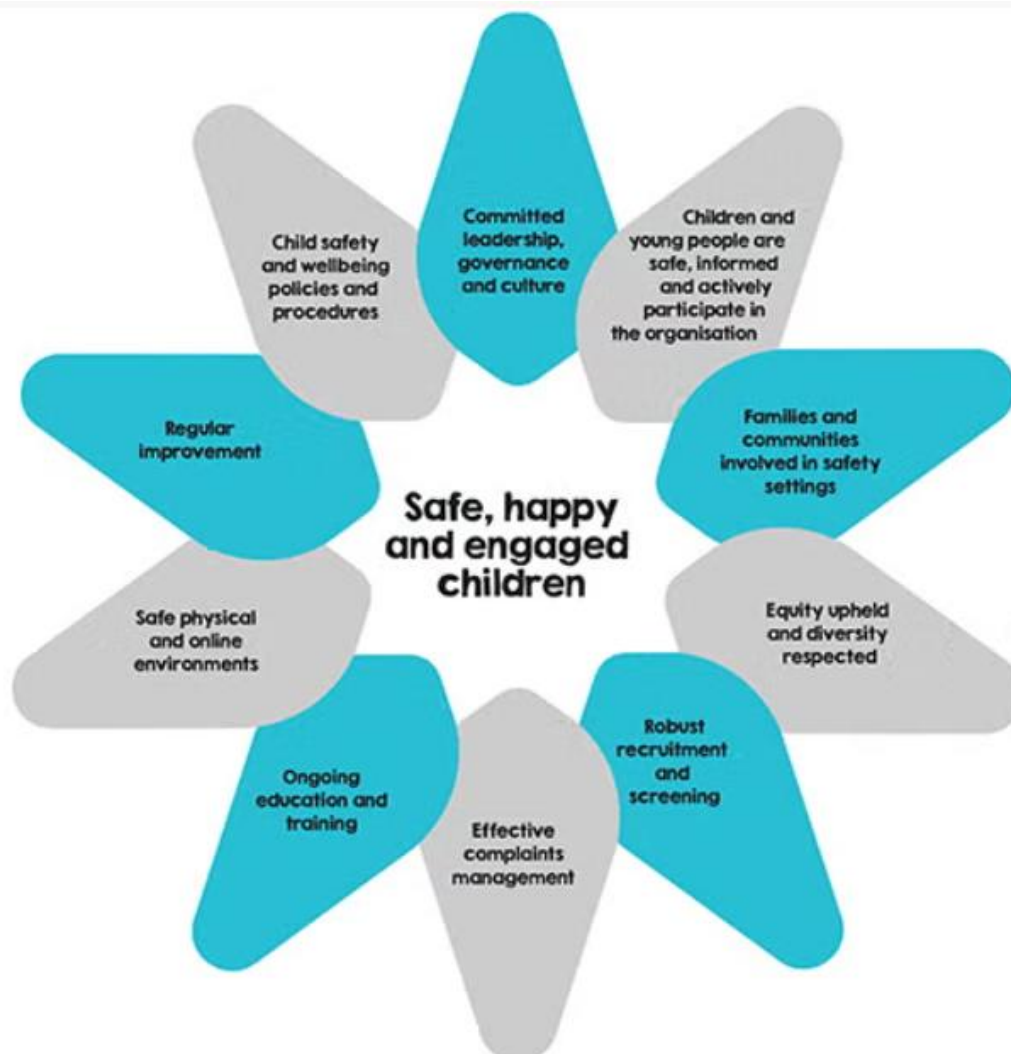 Committed
leadership,
governance
and culture
Children and
young people are
safe, informed
and actively
participate in
the organisation
Families and
communities
involved in safety
settings
Equity upheld
and diversity
respected
Robust
recruitment
and
screening
Effective
complaints
management
Ongoing
education and
training
Safe physical
and online
environments
Regular
improvement
Child safety
and wellbeing
policies and
procedures
Safe, happy
and engaged
children